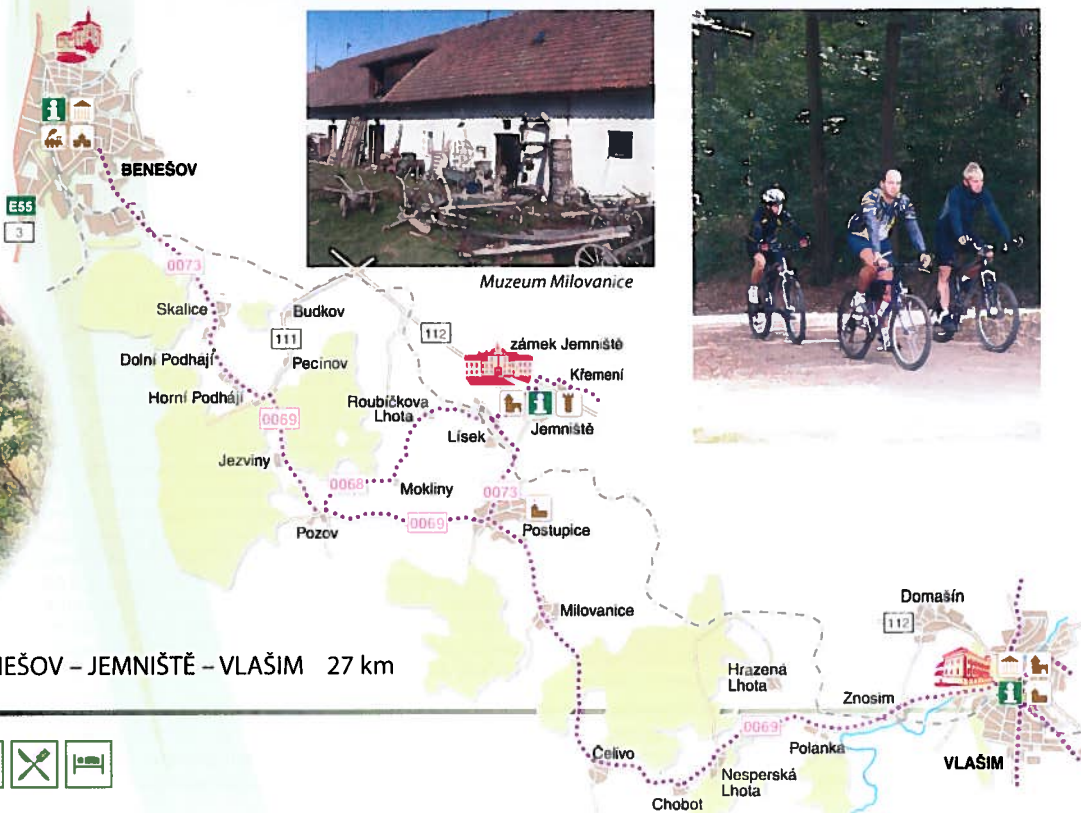 BENEŠOV
E55
3
0073
Muzeum Milovanice
Skalice
Budkov
111
112
Dolní Podhájí
Pecínov
zámek Jemniště
Křemení
Horní Podhájí
Roubíčkova
Lhota
0069
Lísek
Jemniště
Jezviny
0068
Mokliny
0073
0069
Pozov
Postupice
Milovanice
Domašín
112
NEŠOV – JEMNIŠTĚ – VLAŠIM 27 km
Hrazená
Lhota
Znosim
0069
Polanka
VLAŠIM
Čelivo
Nesperská
Lhota
Chobot